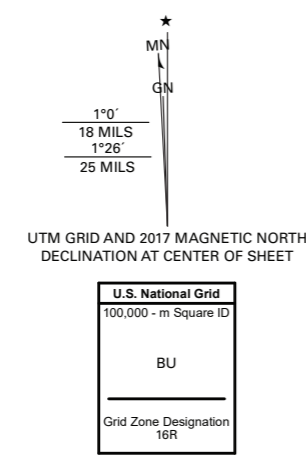 ★
MN
GN
1°0´
18 MILS
1°26´
25 MILS
UTM GRID AND 2017 MAGNETIC NORTH
DECLINATION AT CENTER OF SHEET
U.S. National Grid
100,000 - m Square ID
BU
Grid Zone Designation
16R